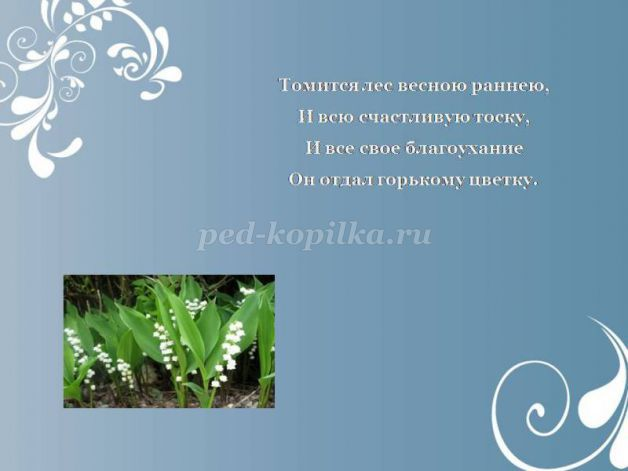 Томится лес весною раннею,
И всю счастливую тоску,
И все свое благоухание
Он отдал горькому цветку.
ped-kopilka.ru